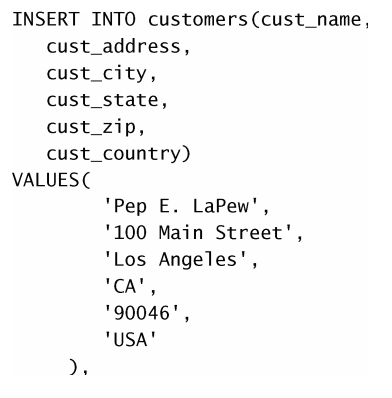 INSERT INTO customers(cust_name,
cust_address,
cust_city,
cust_state,
cust_zip,
cust_country)
VALUES(
'Pep E. LaPew',
'100 Main Street',
'Los Angeles',
'CA',
'90046',
'USA'
),